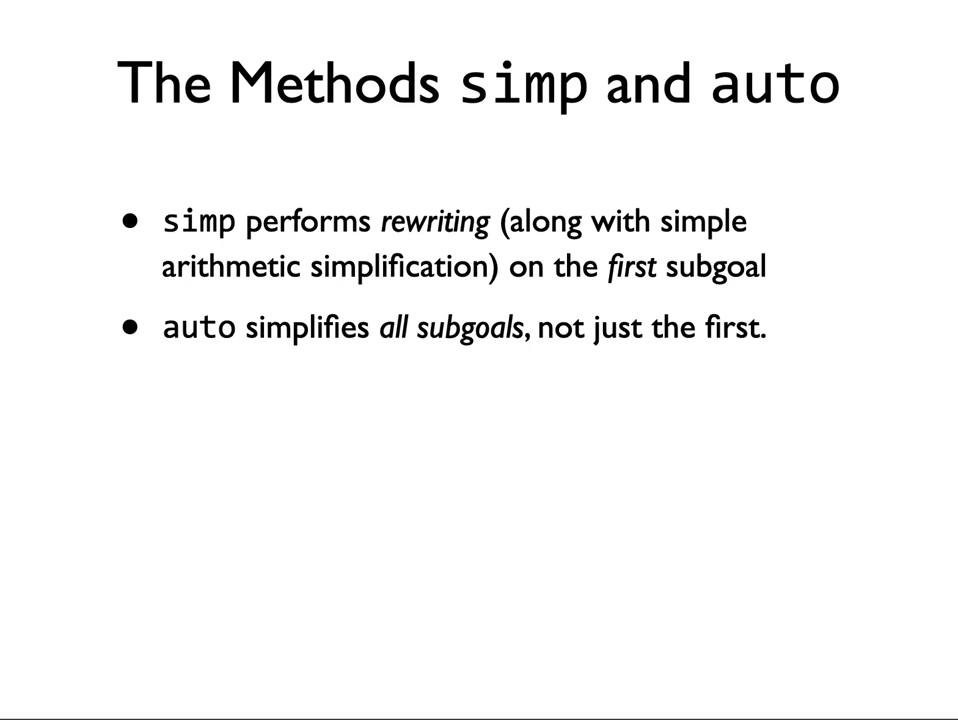 The Methods simp and auto
• simp performs rewriting (along with simple
arithmetic simplification) on the first subgoal
• auto simplifies all subgoals, not just the first.